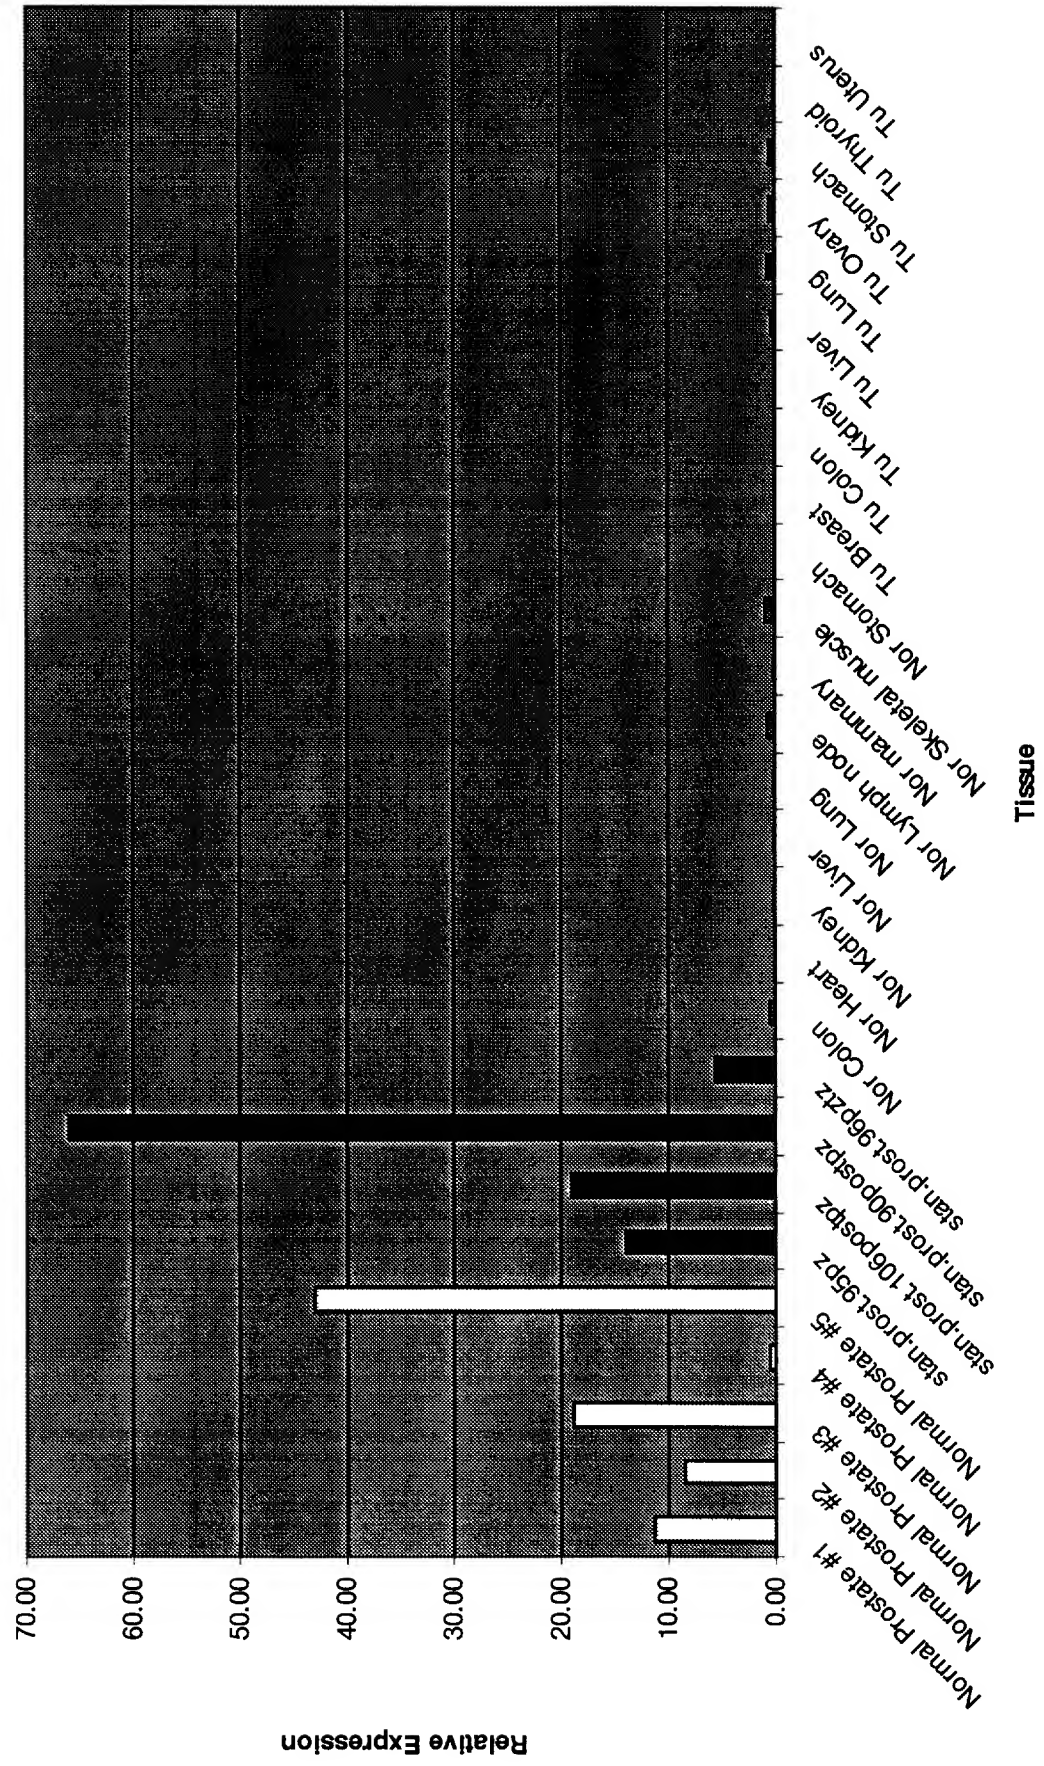 Relative Expression
70.00
60.00
50.00
40.00
30.00
20.00
10.00
0.00
Normal Prostate #1
Normal Prostate #2
Normal Prostate #3
Normal Prostate #4
Normal Prostate #5
stan.prost.95pz
stan.prost.106postpz
stan.prost.90postpz
stan.prost.96pztz
Nor Colon
Nor Heart
Nor Kidney
Nor Liver
Nor Lung
Nor Lymph node
Nor mammary
Nor Skeletal muscle
Nor Stomach
Tu Breast
Tu Colon
Tu Kidney
Tu Liver
Tu Lung
Tu Ovary
Tu Stomach
Tu Thyroid
Tu Uterus
Tissue